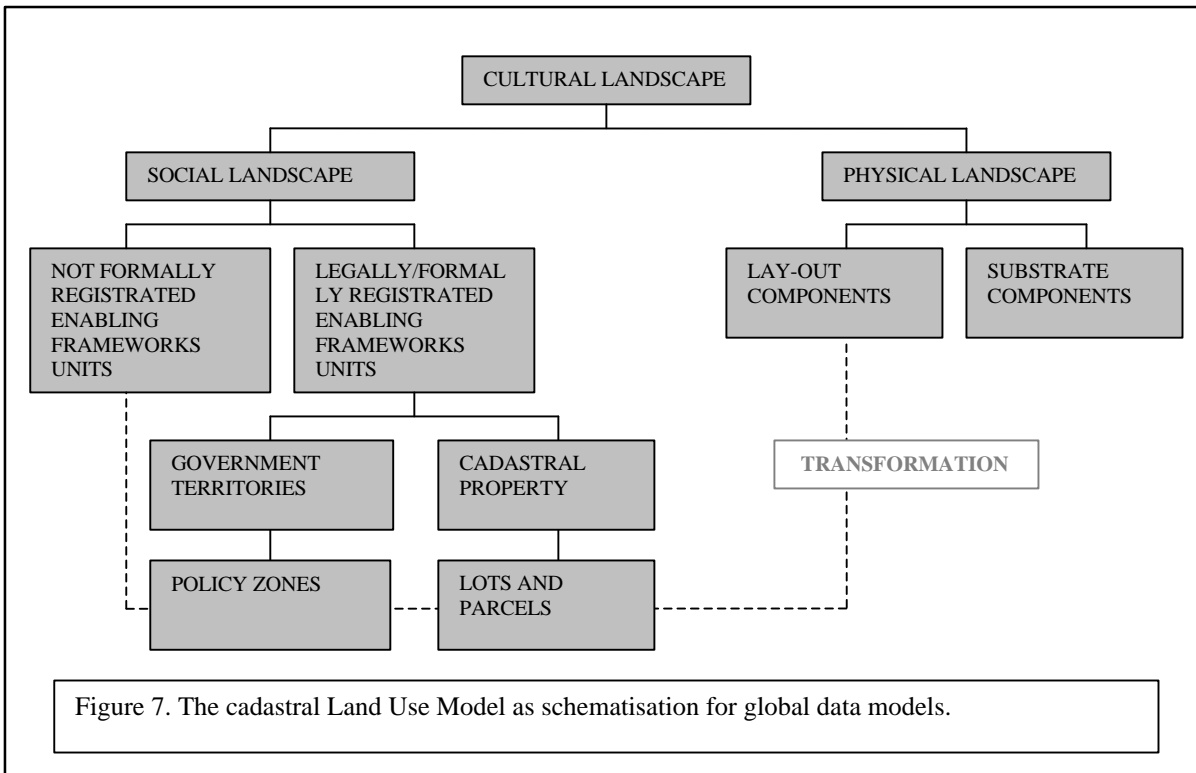 CULTURAL LANDSCAPE
SOCIAL LANDSCAPE
PHYSICAL LANDSCAPE
NOT FORMALLY
REGISTRATED
ENABLING
FRAMEWORKS
UNITS
LEGALLY/FORMAL
LY REGISTRATED
ENABLING
FRAMEWORKS
UNITS
LAY-OUT
COMPONENTS
SUBSTRATE
COMPONENTS
GOVERNMENT
TERRITORIES
CADASTRAL
PROPERTY
TRANSFORMATION
POLICY ZONES
LOTS AND
PARCELS
Figure 7. The cadastral Land Use Model as schematisation for global data models.